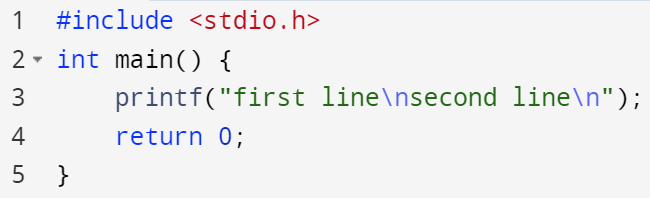 1 #include <stdio.h>
2 int main() {
3 printf("first line\nsecond line\n");
4 return 0;
5 }